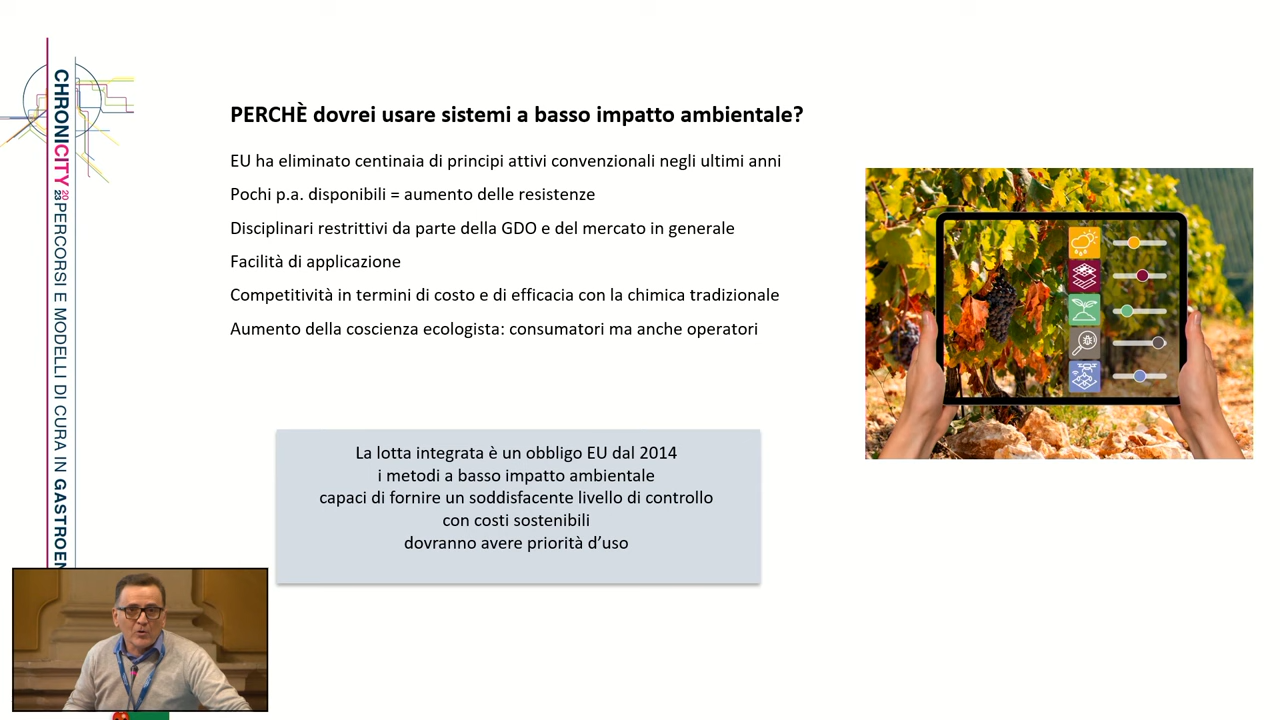 CHRONICITY 2023 PERCORSI E MODELLI DI CURA IN GASTROEN
PERCHÈ dovrei usare sistemi a basso impatto ambientale?
EU ha eliminato centinaia di principi attivi convenzionali negli ultimi anni
Pochi p.a. disponibili = aumento delle resistenze
Disciplinari restrittivi da parte della GDO e del mercato in generale
Facilità di applicazione
Competitività in termini di costo e di efficacia con la chimica tradizionale
Aumento della coscienza ecologista: consumatori ma anche operatori
La lotta integrata è un obbligo EU dal 2014
i metodi a basso impatto ambientale
capaci di fornire un soddisfacente livello di controllo
con costi sostenibili
dovranno avere priorità d’uso